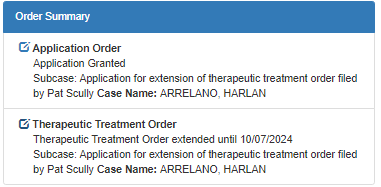 Order Summary
Application Order
Application Granted
Subcase: Application for extension of therapeutic treatment order filed
by Pat Scully Case Name: ARRELANO, HARLAN
Therapeutic Treatment Order
Therapeutic Treatment Order extended until 10/07/2024
Subcase: Application for extension of therapeutic treatment order filed
by Pat Scully Case Name: ARRELANO, HARLAN